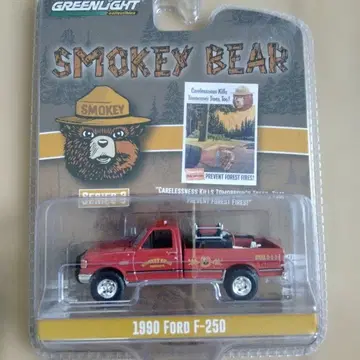 GREENLIGHT
SMOKEY BEAR
SMOKEY
Carelessness Kills
Tomorrow's Trees, Too!
PREVENT FOREST FIRES!
SERIES 3
"CARELESSNESS KILLS TOMORROW'S TREES, TOO!
PREVENT FOREST FIRES!"
1990 FORD F-250